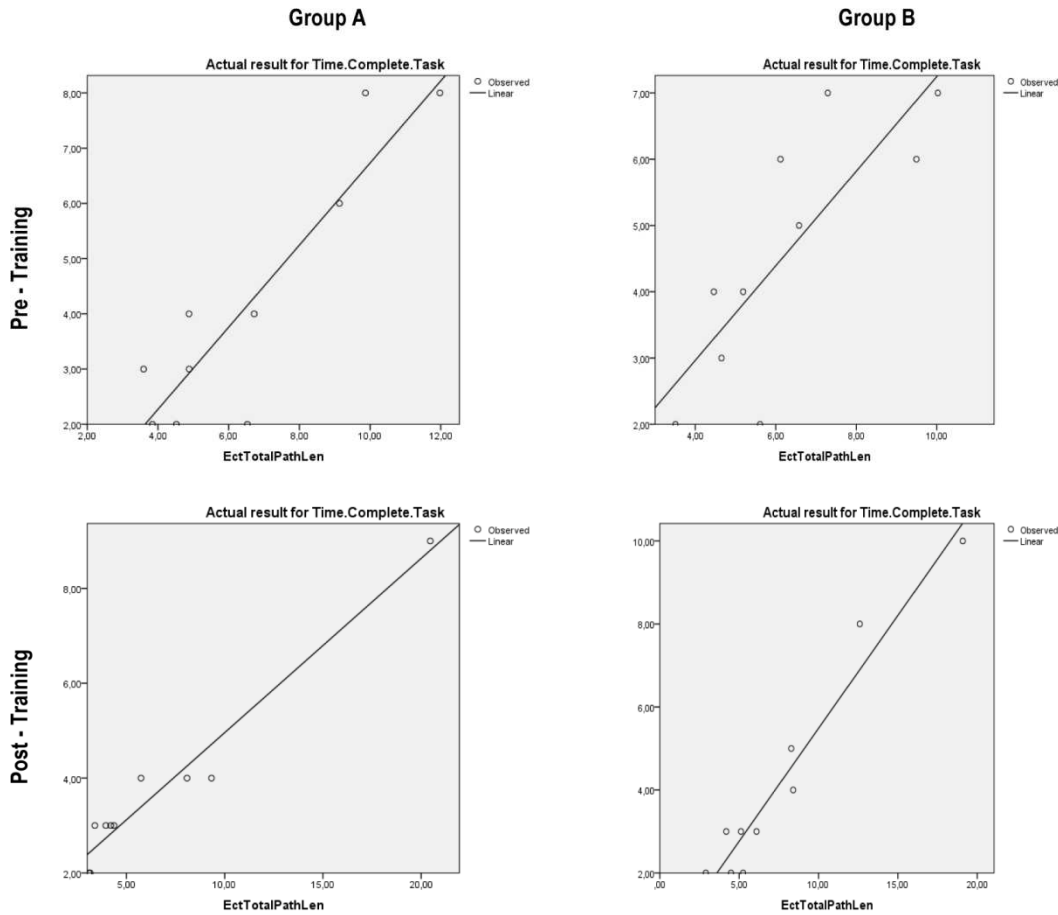 Group A
Group B
Pre - Training
Actual result for Time.Complete.Task
Observed
Linear
8,00
7,00
6,00
5,00
4,00
3,00
2,00
2,00 4,00 6,00 8,00 10,00 12,00
EctTotalPathLen
Actual result for Time.Complete.Task
Observed
Linear
7,00
6,00
5,00
4,00
3,00
2,00
4,00 6,00 8,00 10,00
EctTotalPathLen
Post - Training
Actual result for Time.Complete.Task
Observed
Linear
8,00
6,00
4,00
2,00
5,00 10,00 15,00 20,00
EctTotalPathLen
Actual result for Time.Complete.Task
Observed
Linear
10,00
8,00
6,00
4,00
2,00
,00 5,00 10,00 15,00 20,00
EctTotalPathLen